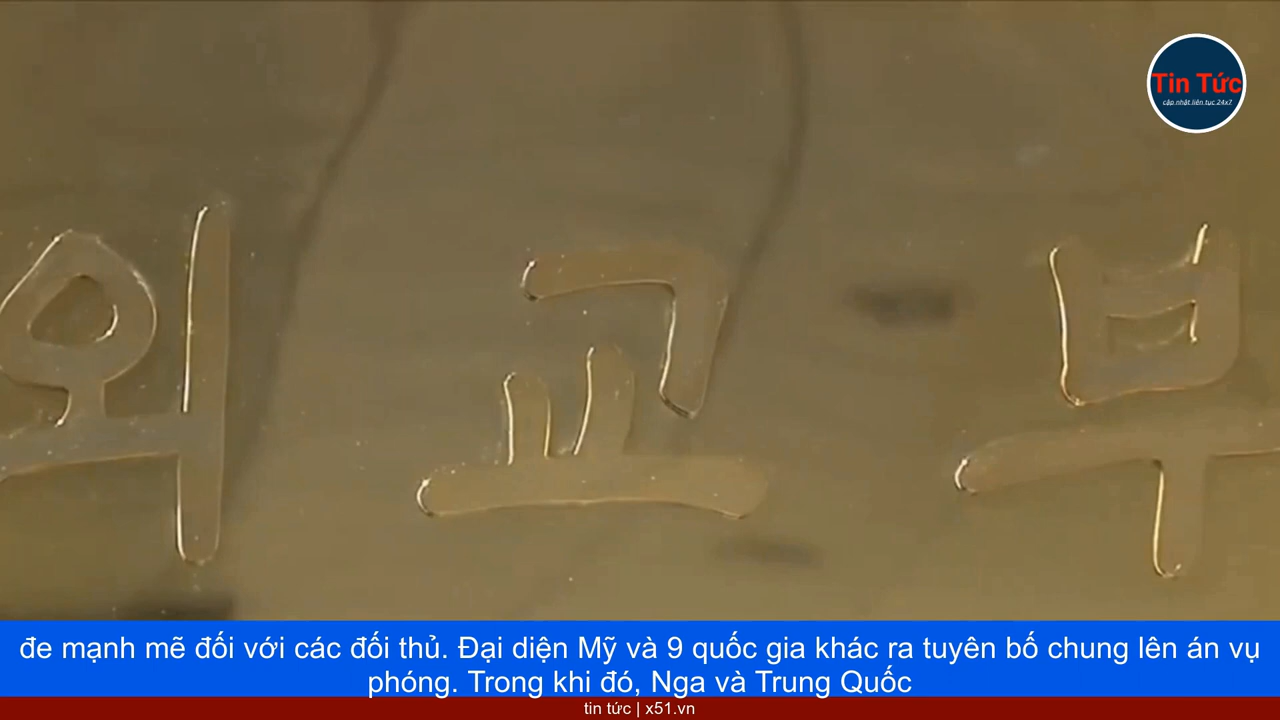 Tin Tức
cập nhật liên tục 24x7
외교부
đe mạnh mẽ đối với các đối thủ. Đại diện Mỹ và 9 quốc gia khác ra tuyên bố chung lên án vụ
phóng. Trong khi đó, Nga và Trung Quốc
tin tức | x51.vn